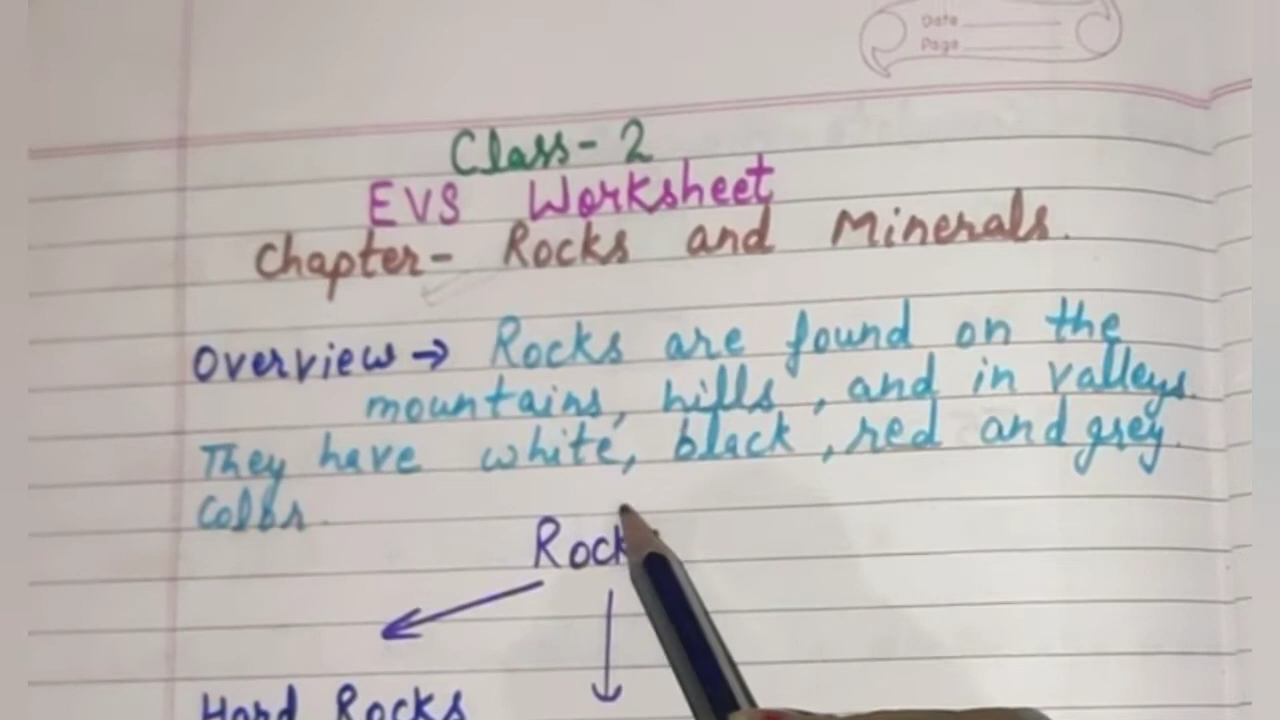 Date
Page
Class- 2
EVS Worksheet
Chapter- Rocks and Minerals.
Overview → Rocks are found on the
mountains, hills, and in valleys.
They have white, black, red and grey
color.
Rock
Hard Rocks